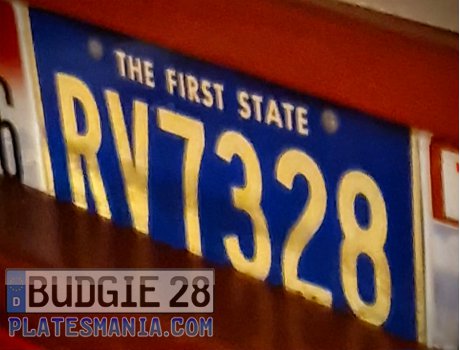 THE FIRST STATE
RV7328
D BUDGIE 28
PLATESMANIA.COM